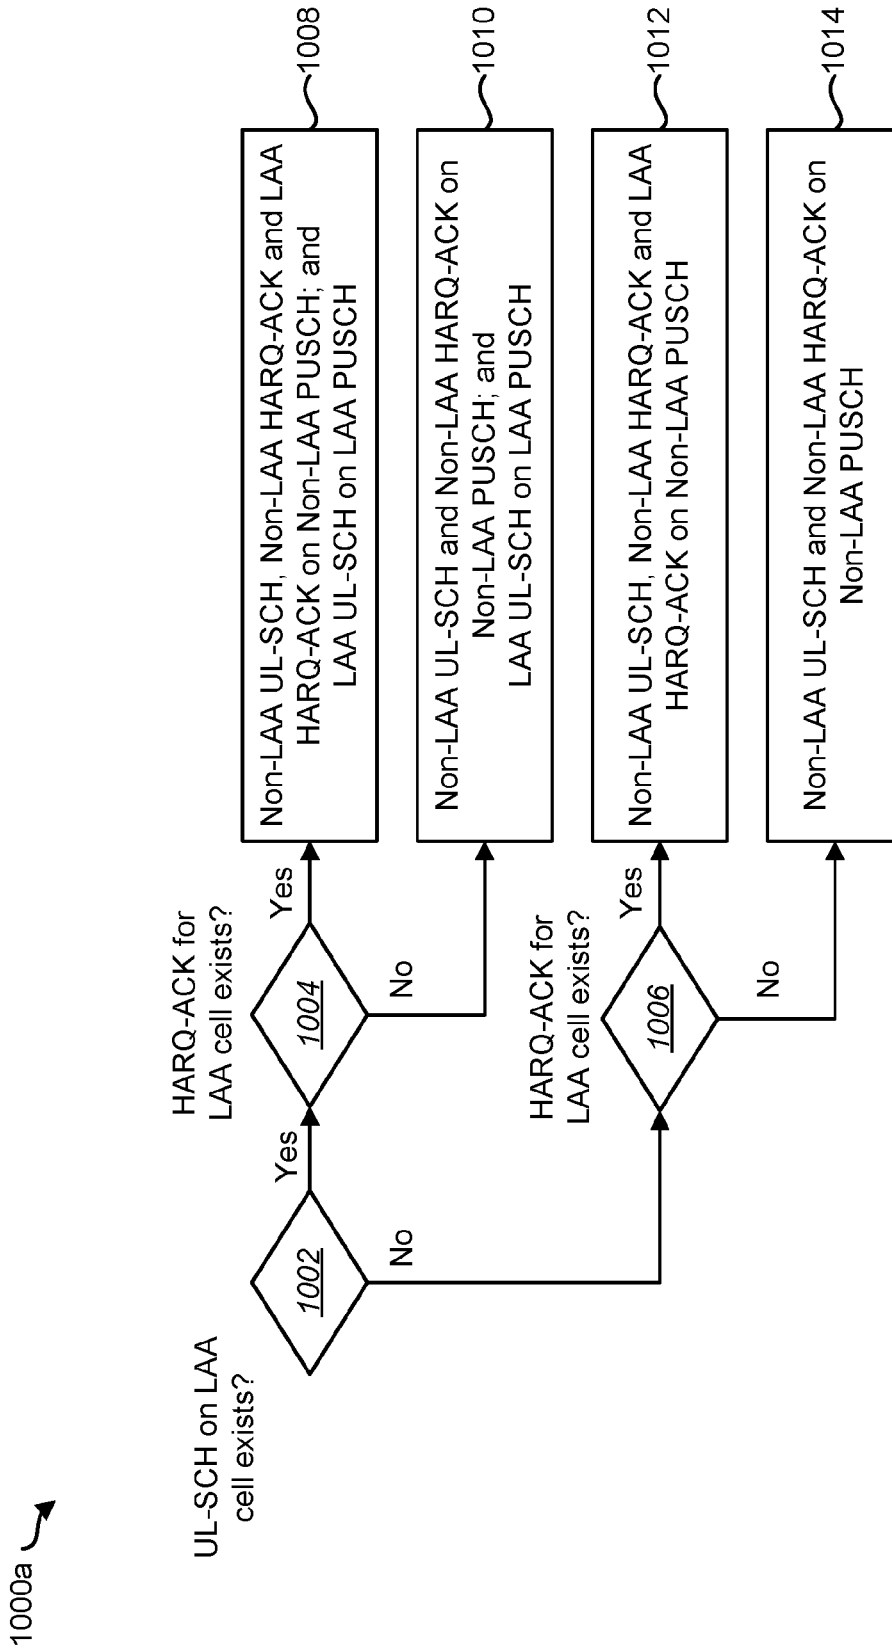 1000a
UL-SCH on LAA
cell exists?
1002
Yes
No
HARQ-ACK for
LAA cell exists?
1004
Yes
No
Non-LAA UL-SCH, Non-LAA HARQ-ACK and LAA
HARQ-ACK on Non-LAA PUSCH; and
LAA UL-SCH on LAA PUSCH
1008
Non-LAA UL-SCH and Non-LAA HARQ-ACK on
Non-LAA PUSCH; and
LAA UL-SCH on LAA PUSCH
1010
HARQ-ACK for
LAA cell exists?
1006
Yes
No
Non-LAA UL-SCH, Non-LAA HARQ-ACK and LAA
HARQ-ACK on Non-LAA PUSCH
1012
Non-LAA UL-SCH and Non-LAA HARQ-ACK on
Non-LAA PUSCH
1014